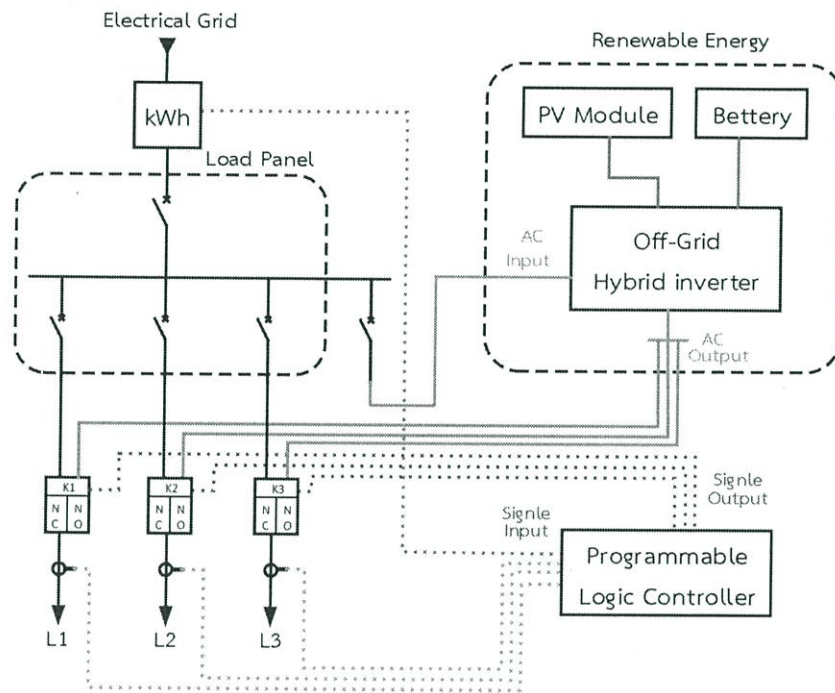 Electrical Grid
kWh
Load Panel
Renewable Energy
PV Module
Bettery
AC
Input
Off-Grid
Hybrid inverter
AC
Output
K1
N
C
N
O
K2
N
C
N
O
K3
N
C
N
O
Signle
Output
Signle
Input
Programmable
Logic Controller
L1
L2
L3